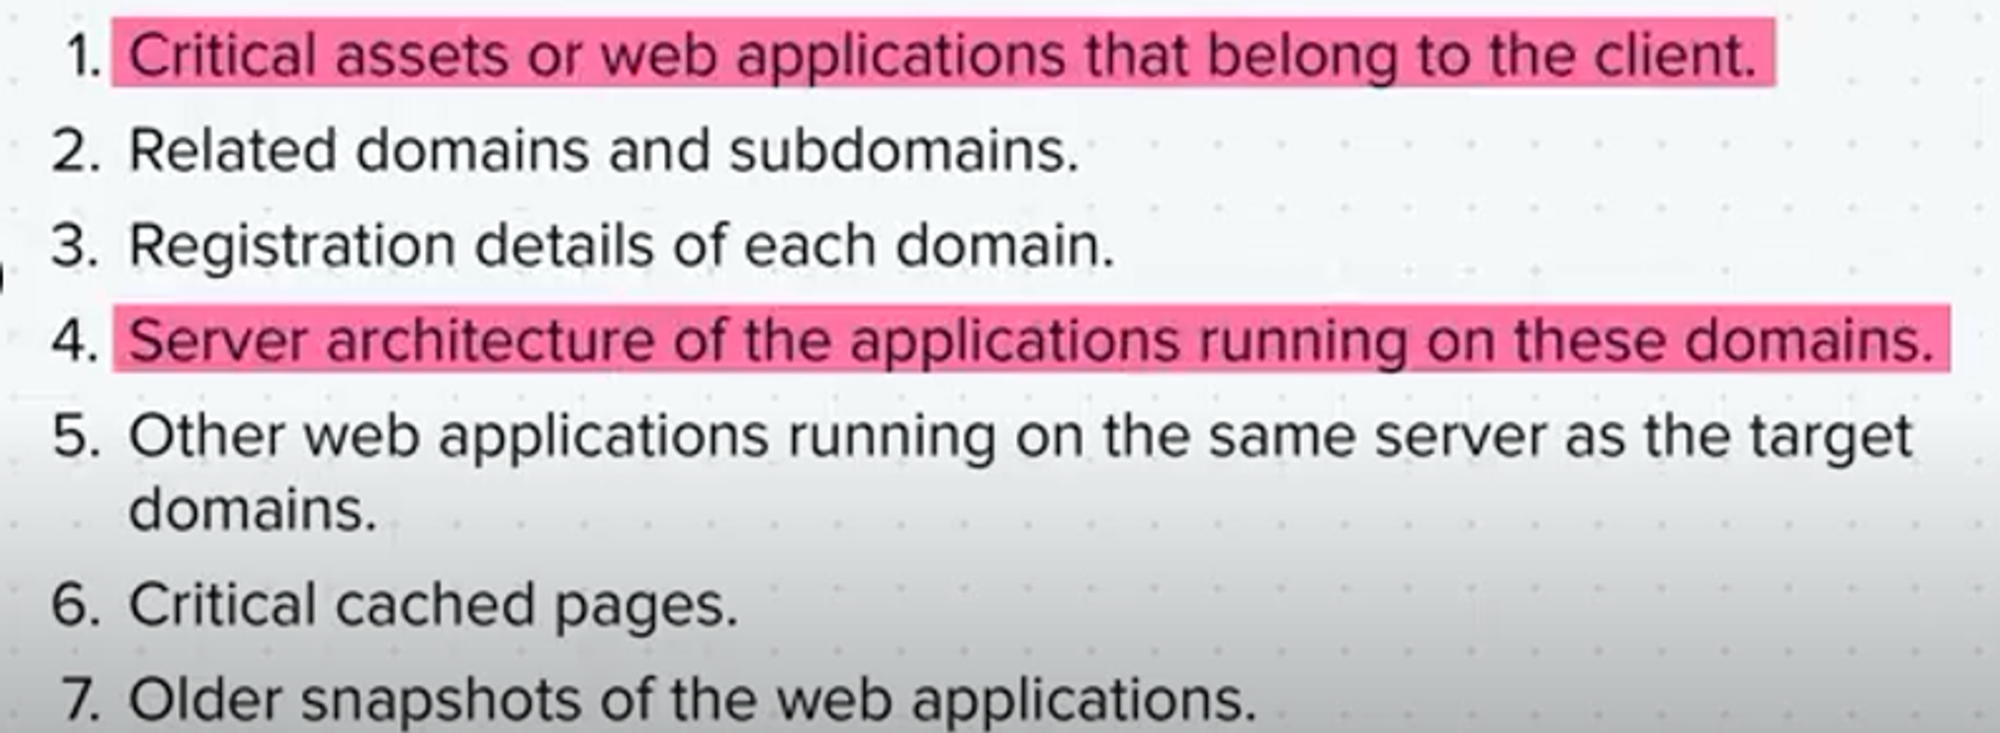 1. Critical assets or web applications that belong to the client.
2. Related domains and subdomains.
3. Registration details of each domain.
4. Server architecture of the applications running on these domains.
5. Other web applications running on the same server as the target
domains.
6. Critical cached pages.
7. Older snapshots of the web applications.